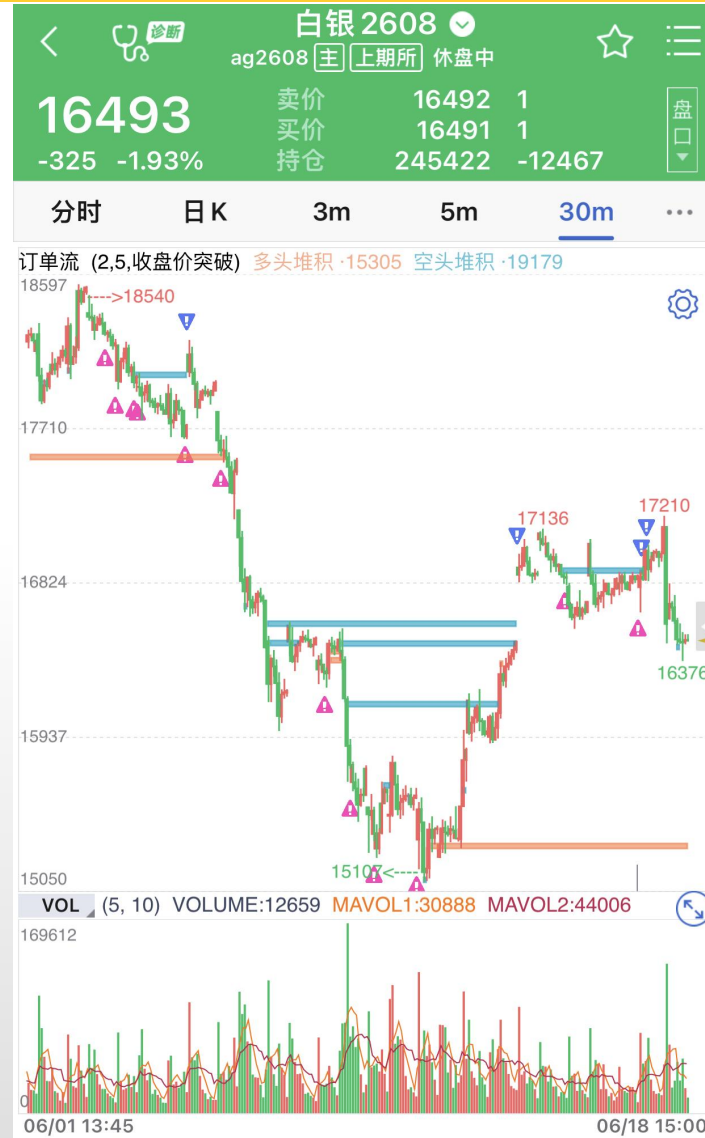 诊断
白银2608
ag2608 主 上期所 休盘中
16493
-325 -1.93%
卖价 16492 1
买价 16491 1
持仓 245422 -12467
盘口
分时 日K 3m 5m 30m
订单流 (2,5,收盘价突破) 多头堆积 ·15305 空头堆积 ·19179
18597
---->18540
17710
17210
17136
16824
16376
15937
15107<----
15050
VOL (5, 10) VOLUME:12659 MAVOL1:30888 MAVOL2:44006
169612
0
06/01 13:45 06/18 15:00